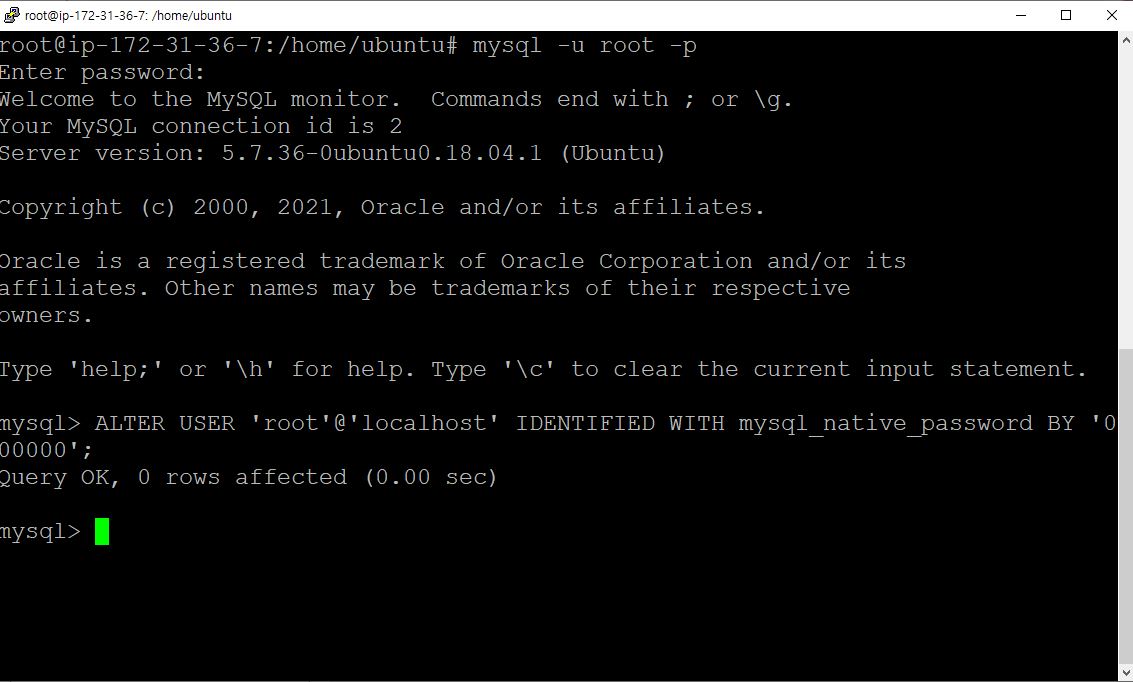 root@ip-172-31-36-7: /home/ubuntu
root@ip-172-31-36-7:/home/ubuntu# mysql -u root -p
Enter password:
Welcome to the MySQL monitor.  Commands end with ; or \g.
Your MySQL connection id is 2
Server version: 5.7.36-0ubuntu0.18.04.1 (Ubuntu)
Copyright (c) 2000, 2021, Oracle and/or its affiliates.
Oracle is a registered trademark of Oracle Corporation and/or its
affiliates. Other names may be trademarks of their respective
owners.
Type 'help;' or '\h' for help. Type '\c' to clear the current input statement.
mysql> ALTER USER 'root'@'localhost' IDENTIFIED WITH mysql_native_password BY '0
00000';
Query OK, 0 rows affected (0.00 sec)
mysql>